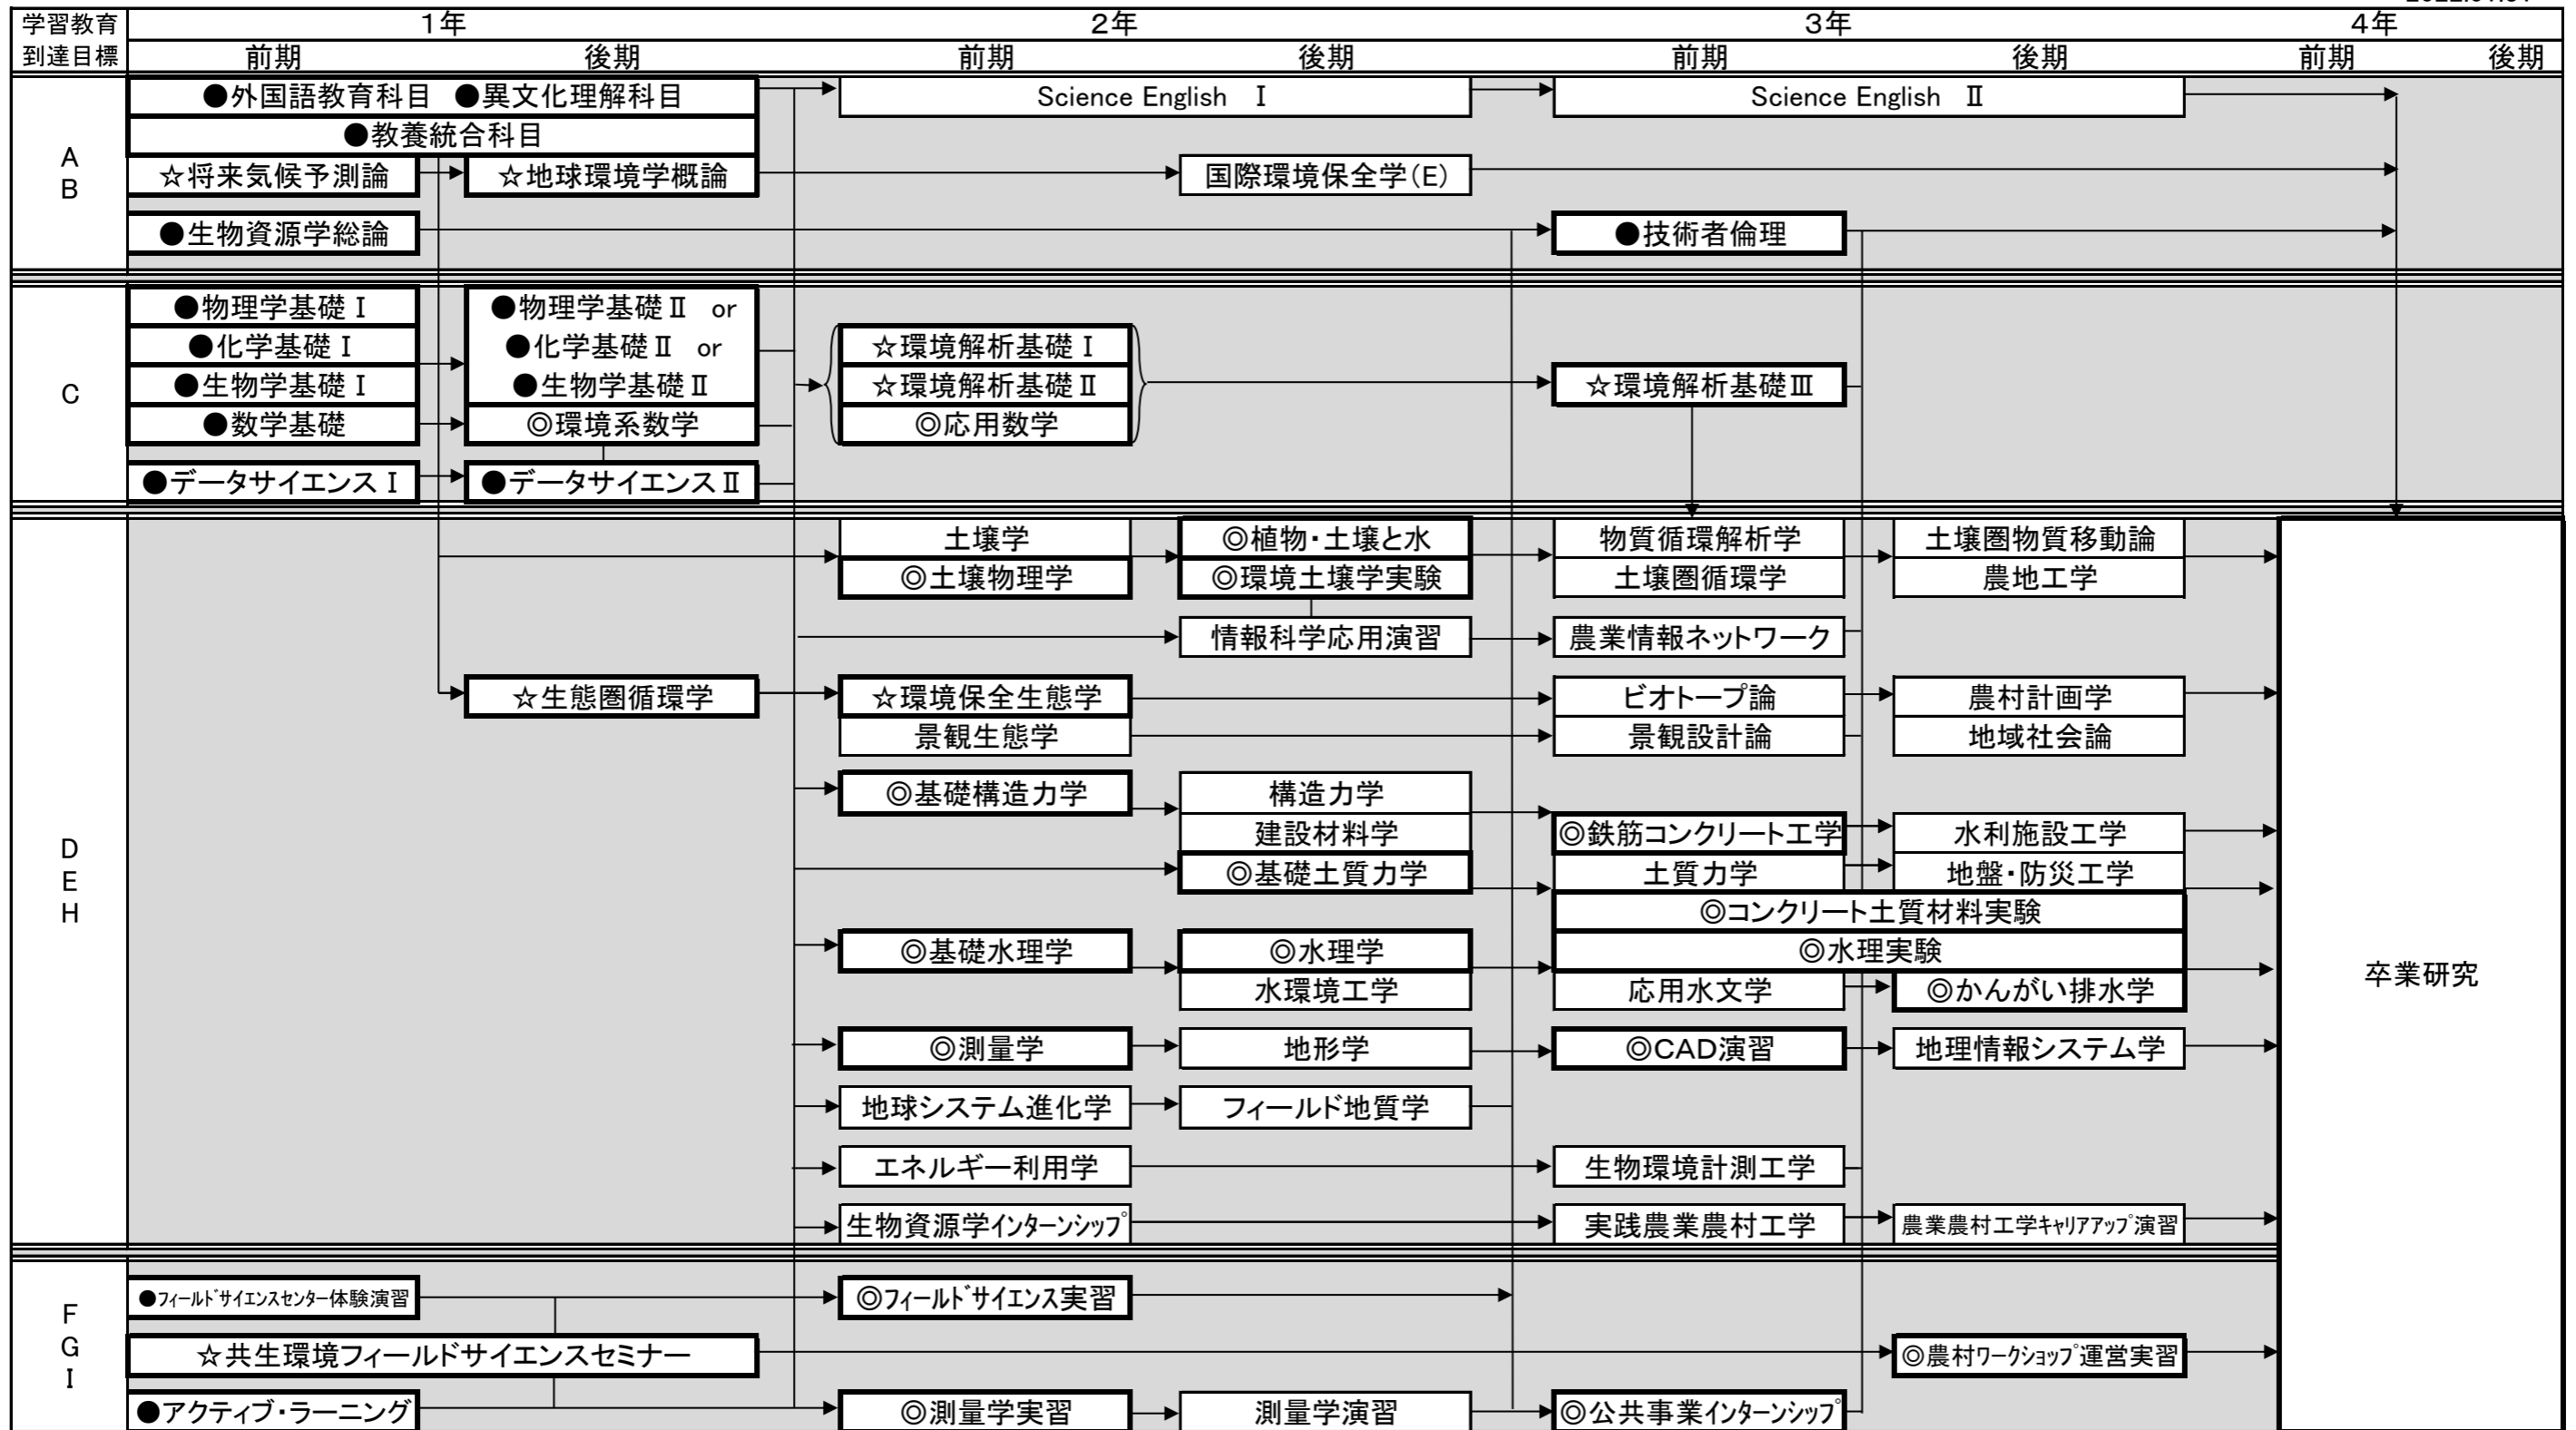 学習教育
到達目標
1年
2年
3年
4年
前期
後期
前期
後期
前期
後期
前期
後期
A
B
●外国語教育科目 ●異文化理解科目
Science English Ⅰ
Science English Ⅱ
●教養統合科目
☆将来気候予測論
☆地球環境学概論
国際環境保全学(E)
●生物資源学総論
●技術者倫理
C
●物理学基礎Ⅰ
●物理学基礎Ⅱ or
●化学基礎Ⅰ
●化学基礎Ⅱ or
☆環境解析基礎Ⅰ
●生物学基礎Ⅰ
●生物学基礎Ⅱ
☆環境解析基礎Ⅱ
☆環境解析基礎Ⅲ
●数学基礎
◎環境系数学
◎応用数学
●データサイエンスⅠ
●データサイエンスⅡ
D
E
H
土壌学
◎植物・土壌と水
物質循環解析学
土壌圏物質移動論
◎土壌物理学
◎環境土壌学実験
土壌圏循環学
農地工学
情報科学応用演習
農業情報ネットワーク
☆生態圏循環学
☆環境保全生態学
ビオトープ論
農村計画学
景観生態学
景観設計論
地域社会論
◎基礎構造力学
構造力学
建設材料学
◎鉄筋コンクリート工学
水利施設工学
◎基礎土質力学
土質力学
地盤・防災工学
◎コンクリート土質材料実験
◎基礎水理学
◎水理学
◎水理実験
水環境工学
応用水文学
◎かんがい排水学
卒業研究
◎測量学
地形学
◎CAD演習
地理情報システム学
地球システム進化学
フィールド地質学
エネルギー利用学
生物環境計測工学
生物資源学インターンシップ
実践農業農村工学
農業農村工学キャリアアップ演習
F
G
I
●フィールドサイエンスセンター体験演習
◎フィールドサイエンス実習
☆共生環境フィールドサイエンスセミナー
◎農村ワークショップ運営実習
●アクティブ・ラーニング
◎測量学実習
測量学演習
◎公共事業インターンシップ